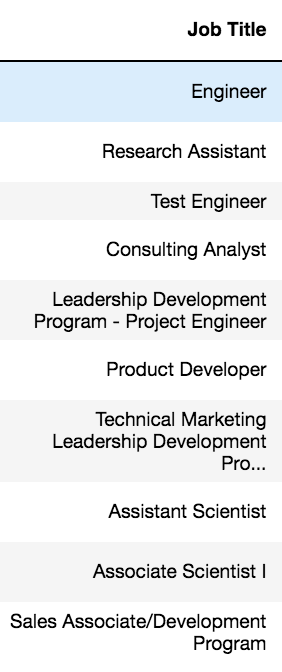 Job Title
Engineer
Research Assistant
Test Engineer
Consulting Analyst
Leadership Development
Program - Project Engineer
Product Developer
Technical Marketing
Leadership Development
Pro...
Assistant Scientist
Associate Scientist I
Sales Associate/Development
Program